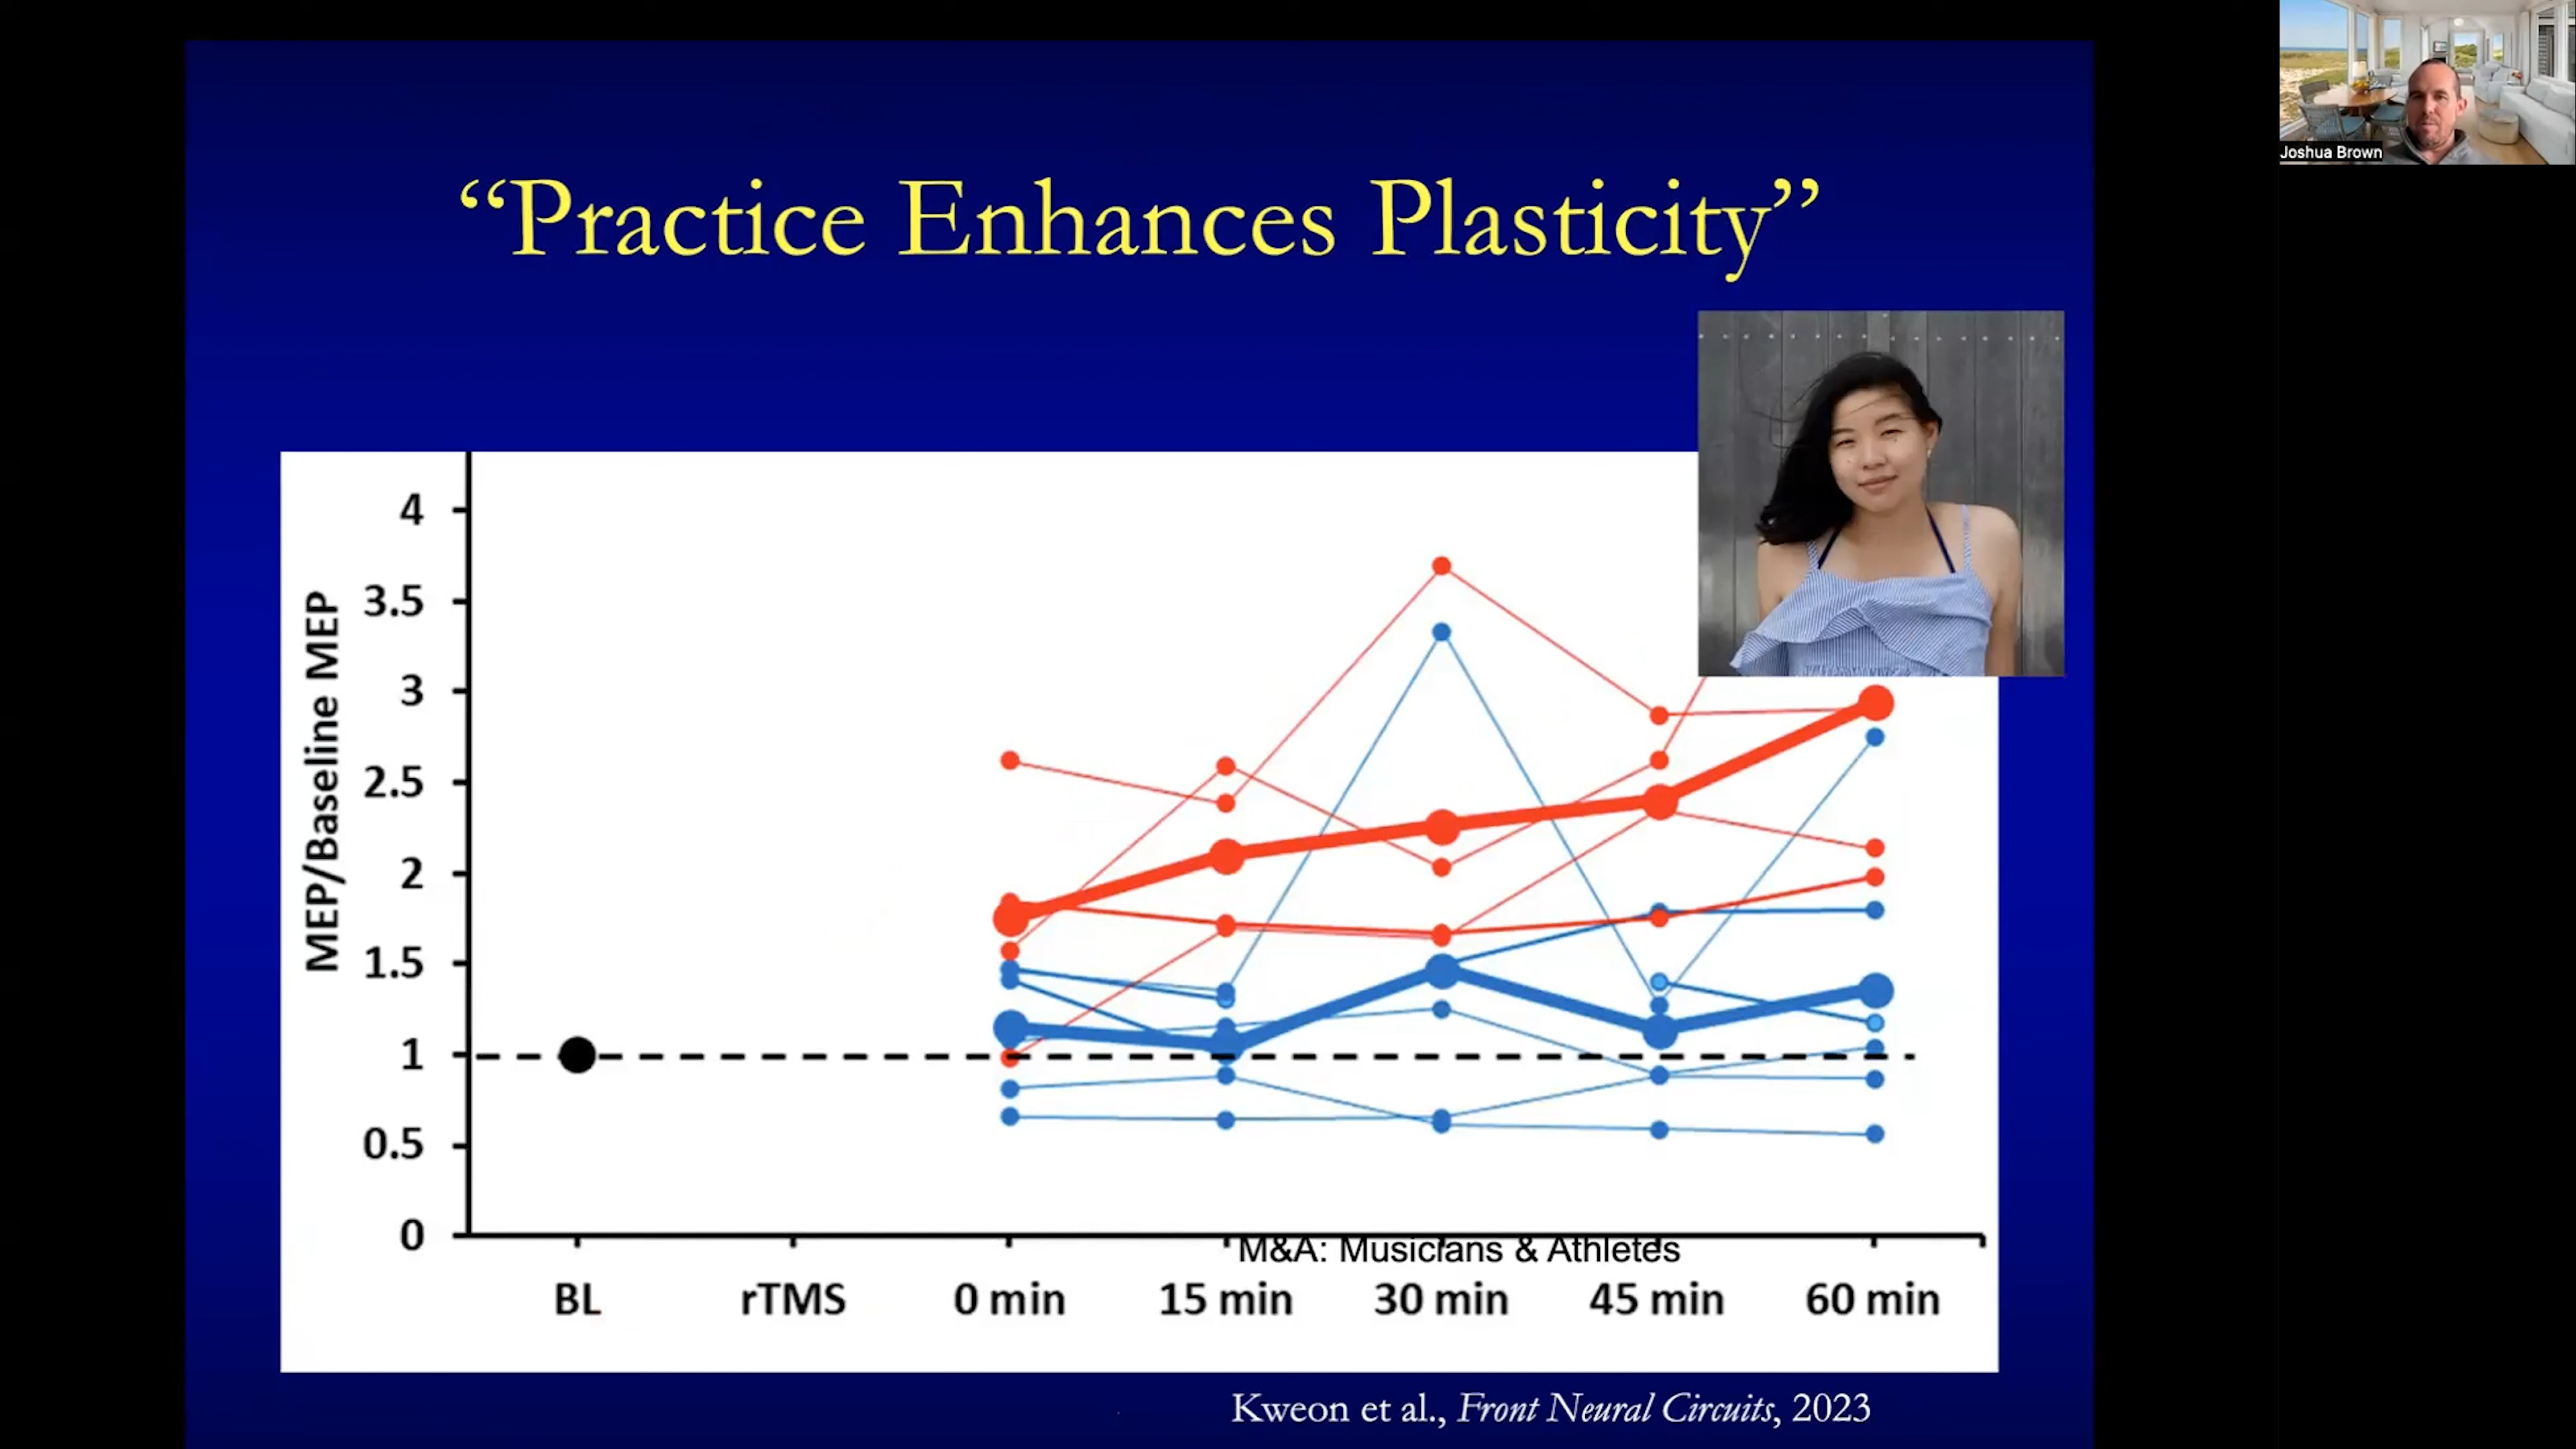 Joshua Brown
“Practice Enhances Plasticity”
MEP/Baseline MEP
4
3.5
3
2.5
2
1.5
1
0.5
0
M&A: Musicians & Athletes
BL rTMS 0 min 15 min 30 min 45 min 60 min
Kweon et al., Front Neural Circuits, 2023